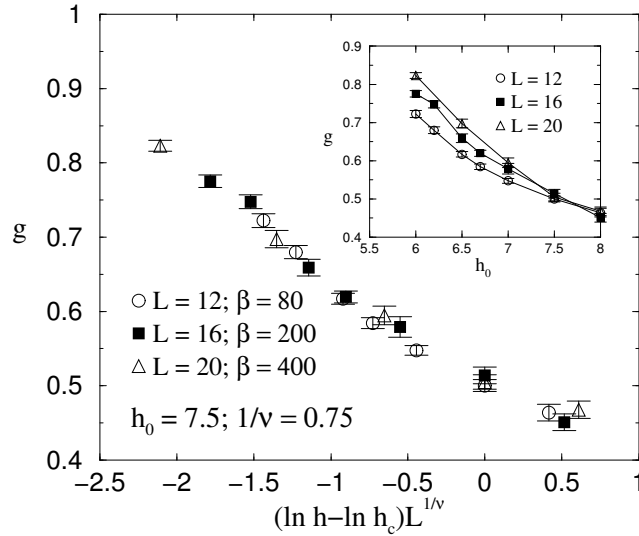 1
0.9
0.8
0.7
0.6
0.5
0.4
g
−2.5 −2 −1.5 −1 −0.5 0 0.5 1
(ln h−ln h_c)L^{1/ν}
L = 12; β = 80
L = 16; β = 200
L = 20; β = 400
h_0 = 7.5; 1/ν = 0.75
0.9
0.8
0.7
0.6
0.5
0.4
g
5.5 6 6.5 7 7.5 8
h_0
L = 12
L = 16
L = 20